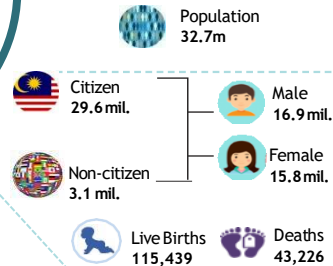 Population
32.7m
Citizen
29.6 mil.
Male
16.9 mil.
Female
15.8 mil.
Non-citizen
3.1 mil.
Live Births
115,439
Deaths
43,226